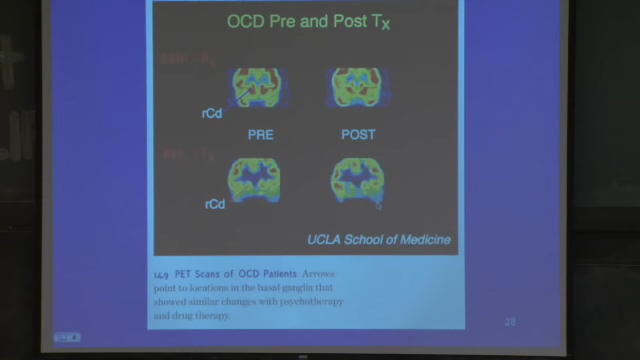 OCD Pre and Post Tx
rCd
PRE
POST
rCd
UCLA School of Medicine
14.9 PET Scans of OCD Patients Arrows
point to locations in the basal ganglia that
showed similar changes with psychotherapy
and drug therapy.
28